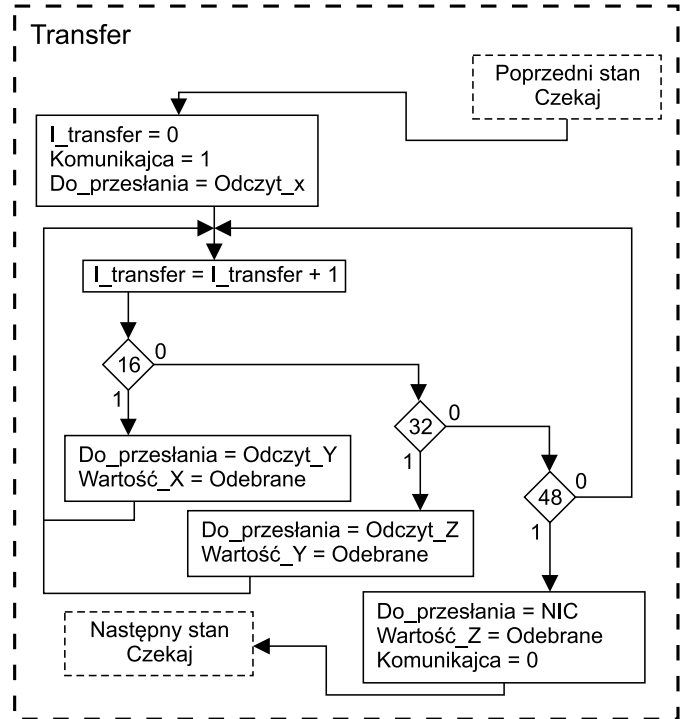 Transfer
Poprzedni stan
Czekaj
I_transfer = 0
Komunikajca = 1
Do_przesłania = Odczyt_x
I_transfer = I_transfer + 1
16
0
1
32
0
1
48
0
1
Do_przesłania = Odczyt_Y
Wartość_X = Odebrane
Do_przesłania = Odczyt_Z
Wartość_Y = Odebrane
Do_przesłania = NIC
Wartość_Z = Odebrane
Komunikajca = 0
Następny stan
Czekaj